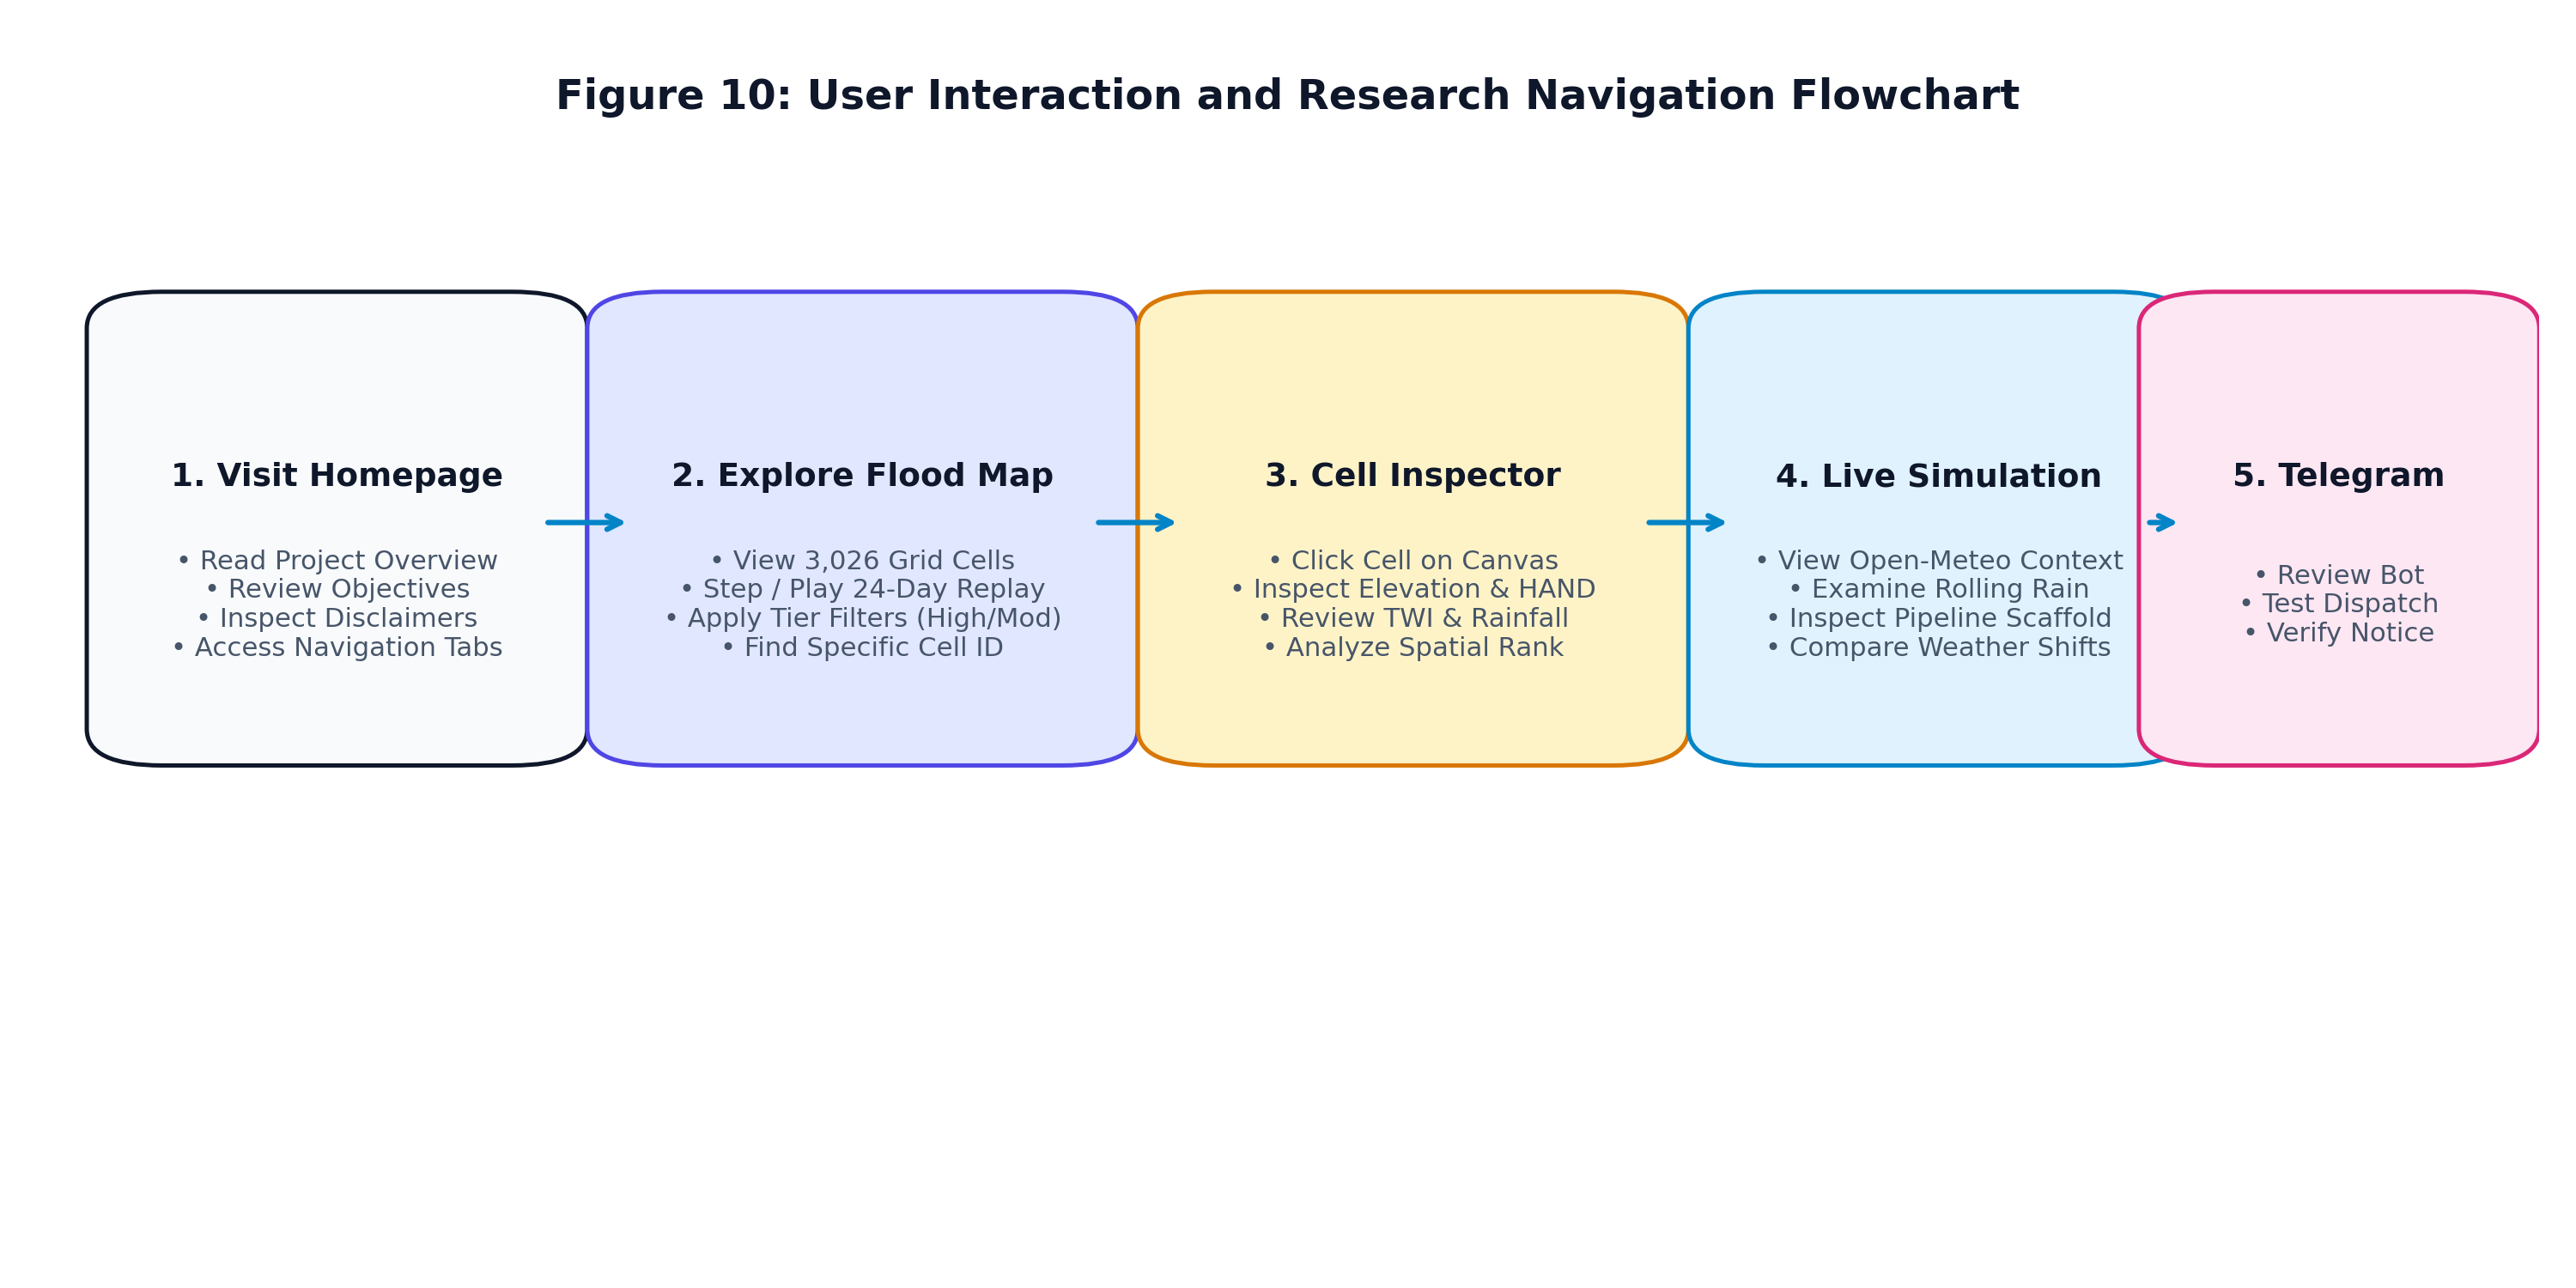 Figure 10: User Interaction and Research Navigation Flowchart
1. Visit Homepage
• Read Project Overview
• Review Objectives
• Inspect Disclaimers
• Access Navigation Tabs
2. Explore Flood Map
• View 3,026 Grid Cells
• Step / Play 24-Day Replay
• Apply Tier Filters (High/Mod)
• Find Specific Cell ID
3. Cell Inspector
• Click Cell on Canvas
• Inspect Elevation & HAND
• Review TWI & Rainfall
• Analyze Spatial Rank
4. Live Simulation
• View Open-Meteo Context
• Examine Rolling Rain
• Inspect Pipeline Scaffold
• Compare Weather Shifts
5. Telegram
• Review Bot
• Test Dispatch
• Verify Notice